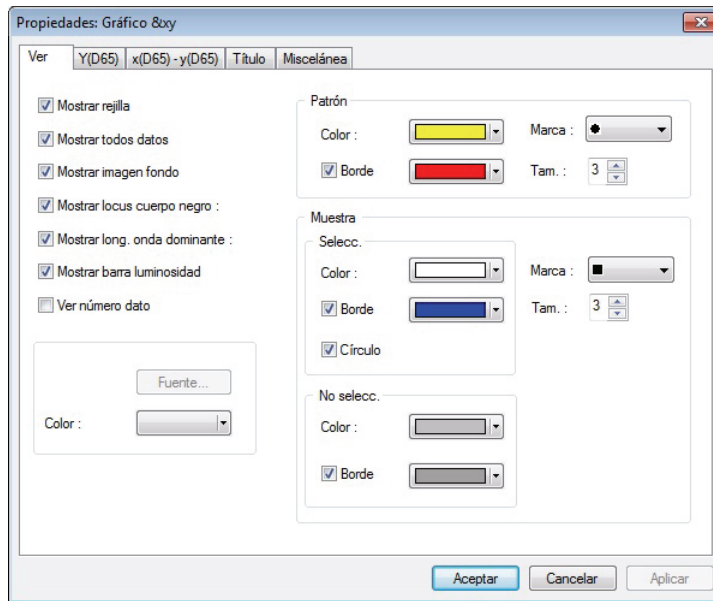 Propiedades: Gráfico &xy
Ver
Y(D65)
x(D65) - y(D65)
Título
Miscelánea
Mostrar rejilla
Mostrar todos datos
Mostrar imagen fondo
Mostrar locus cuerpo negro :
Mostrar long. onda dominante :
Mostrar barra luminosidad
Ver número dato
Fuente...
Color :
Patrón
Color :
Marca :
Borde
Tam. :
3
Muestra
Selecc.
Color :
Marca :
Borde
Tam. :
3
Círculo
No selecc.
Color :
Borde
Aceptar
Cancelar
Aplicar